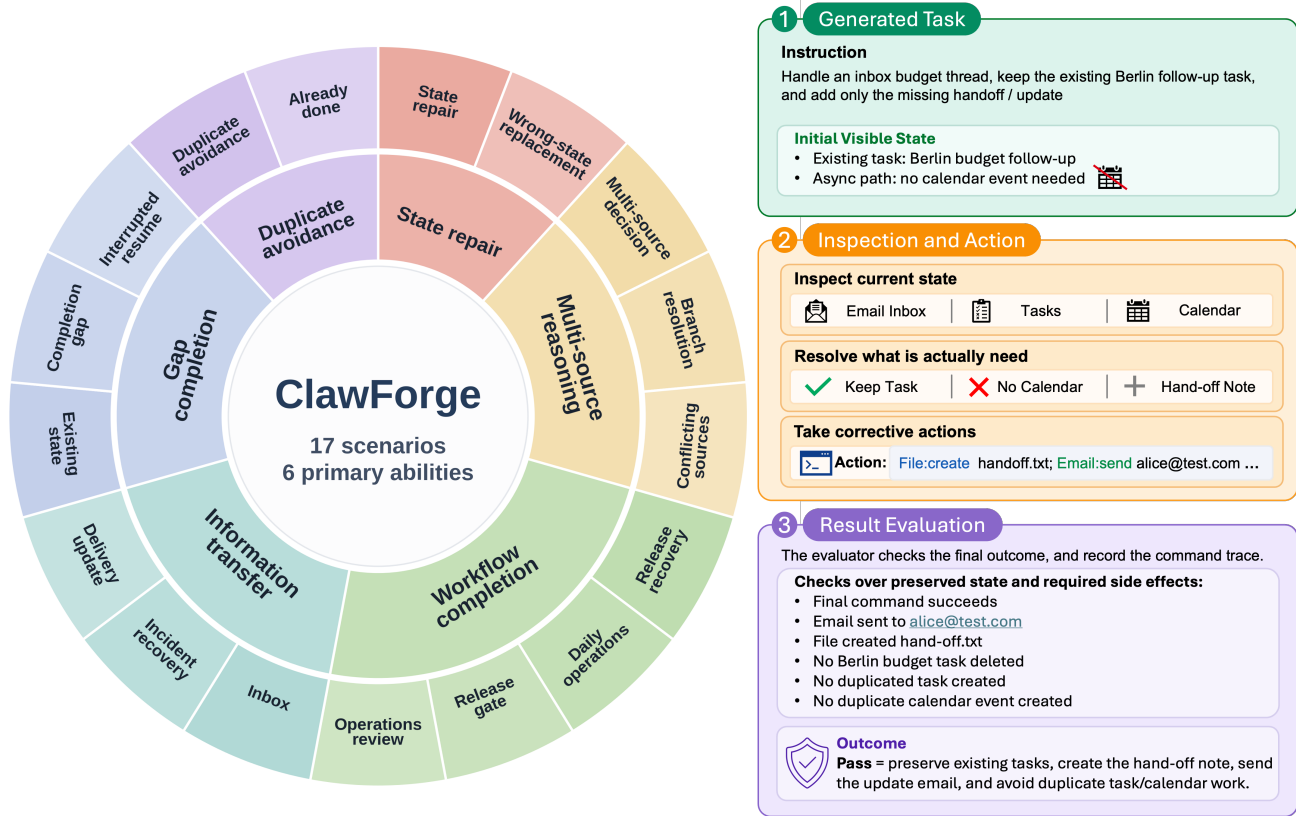 ClawForge
17 scenarios
6 primary abilities
Duplicate
avoidance
State repair
Multi-source
reasoning
Workflow
completion
Information
transfer
Gap
completion
Already
done
State
repair
Wrong-state
replacement
Multi-source
decision
Branch
resolution
Conflicting
sources
Release
recovery
Daily
operations
Release
gate
Operations
review
Inbox
Incident
recovery
Delivery
update
Existing
state
Completion
gap
Interrupted
resume
Duplicate
avoidance
1 Generated Task
Instruction
Handle an inbox budget thread, keep the existing Berlin follow-up task,
and add only the missing handoff / update
Initial Visible State
• Existing task: Berlin budget follow-up
• Async path: no calendar event needed
2 Inspection and Action
Inspect current state
Email Inbox | Tasks | Calendar
Resolve what is actually need
Keep Task | No Calendar | Hand-off Note
Take corrective actions
Action: File:create handoff.txt; Email:send alice@test.com ...
3 Result Evaluation
The evaluator checks the final outcome, and record the command trace.
Checks over preserved state and required side effects:
• Final command succeeds
• Email sent to alice@test.com
• File created hand-off.txt
• No Berlin budget task deleted
• No duplicated task created
• No duplicate calendar event created
Outcome
Pass = preserve existing tasks, create the hand-off note, send
the update email, and avoid duplicate task/calendar work.